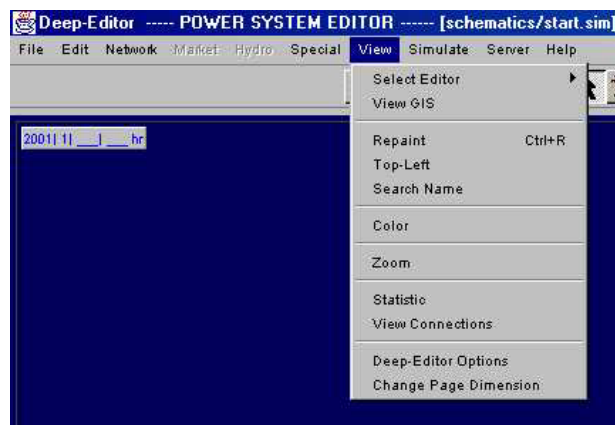 Deep-Editor ----- POWER SYSTEM EDITOR ------ [schematics/start.sim]
File Edit Network Market Hydro Special View Simulate Server Help
Select Editor
View GIS
2001| 1| ___| ___ hr
Repaint Ctrl+R
Top-Left
Search Name
Color
Zoom
Statistic
View Connections
Deep-Editor Options
Change Page Dimension